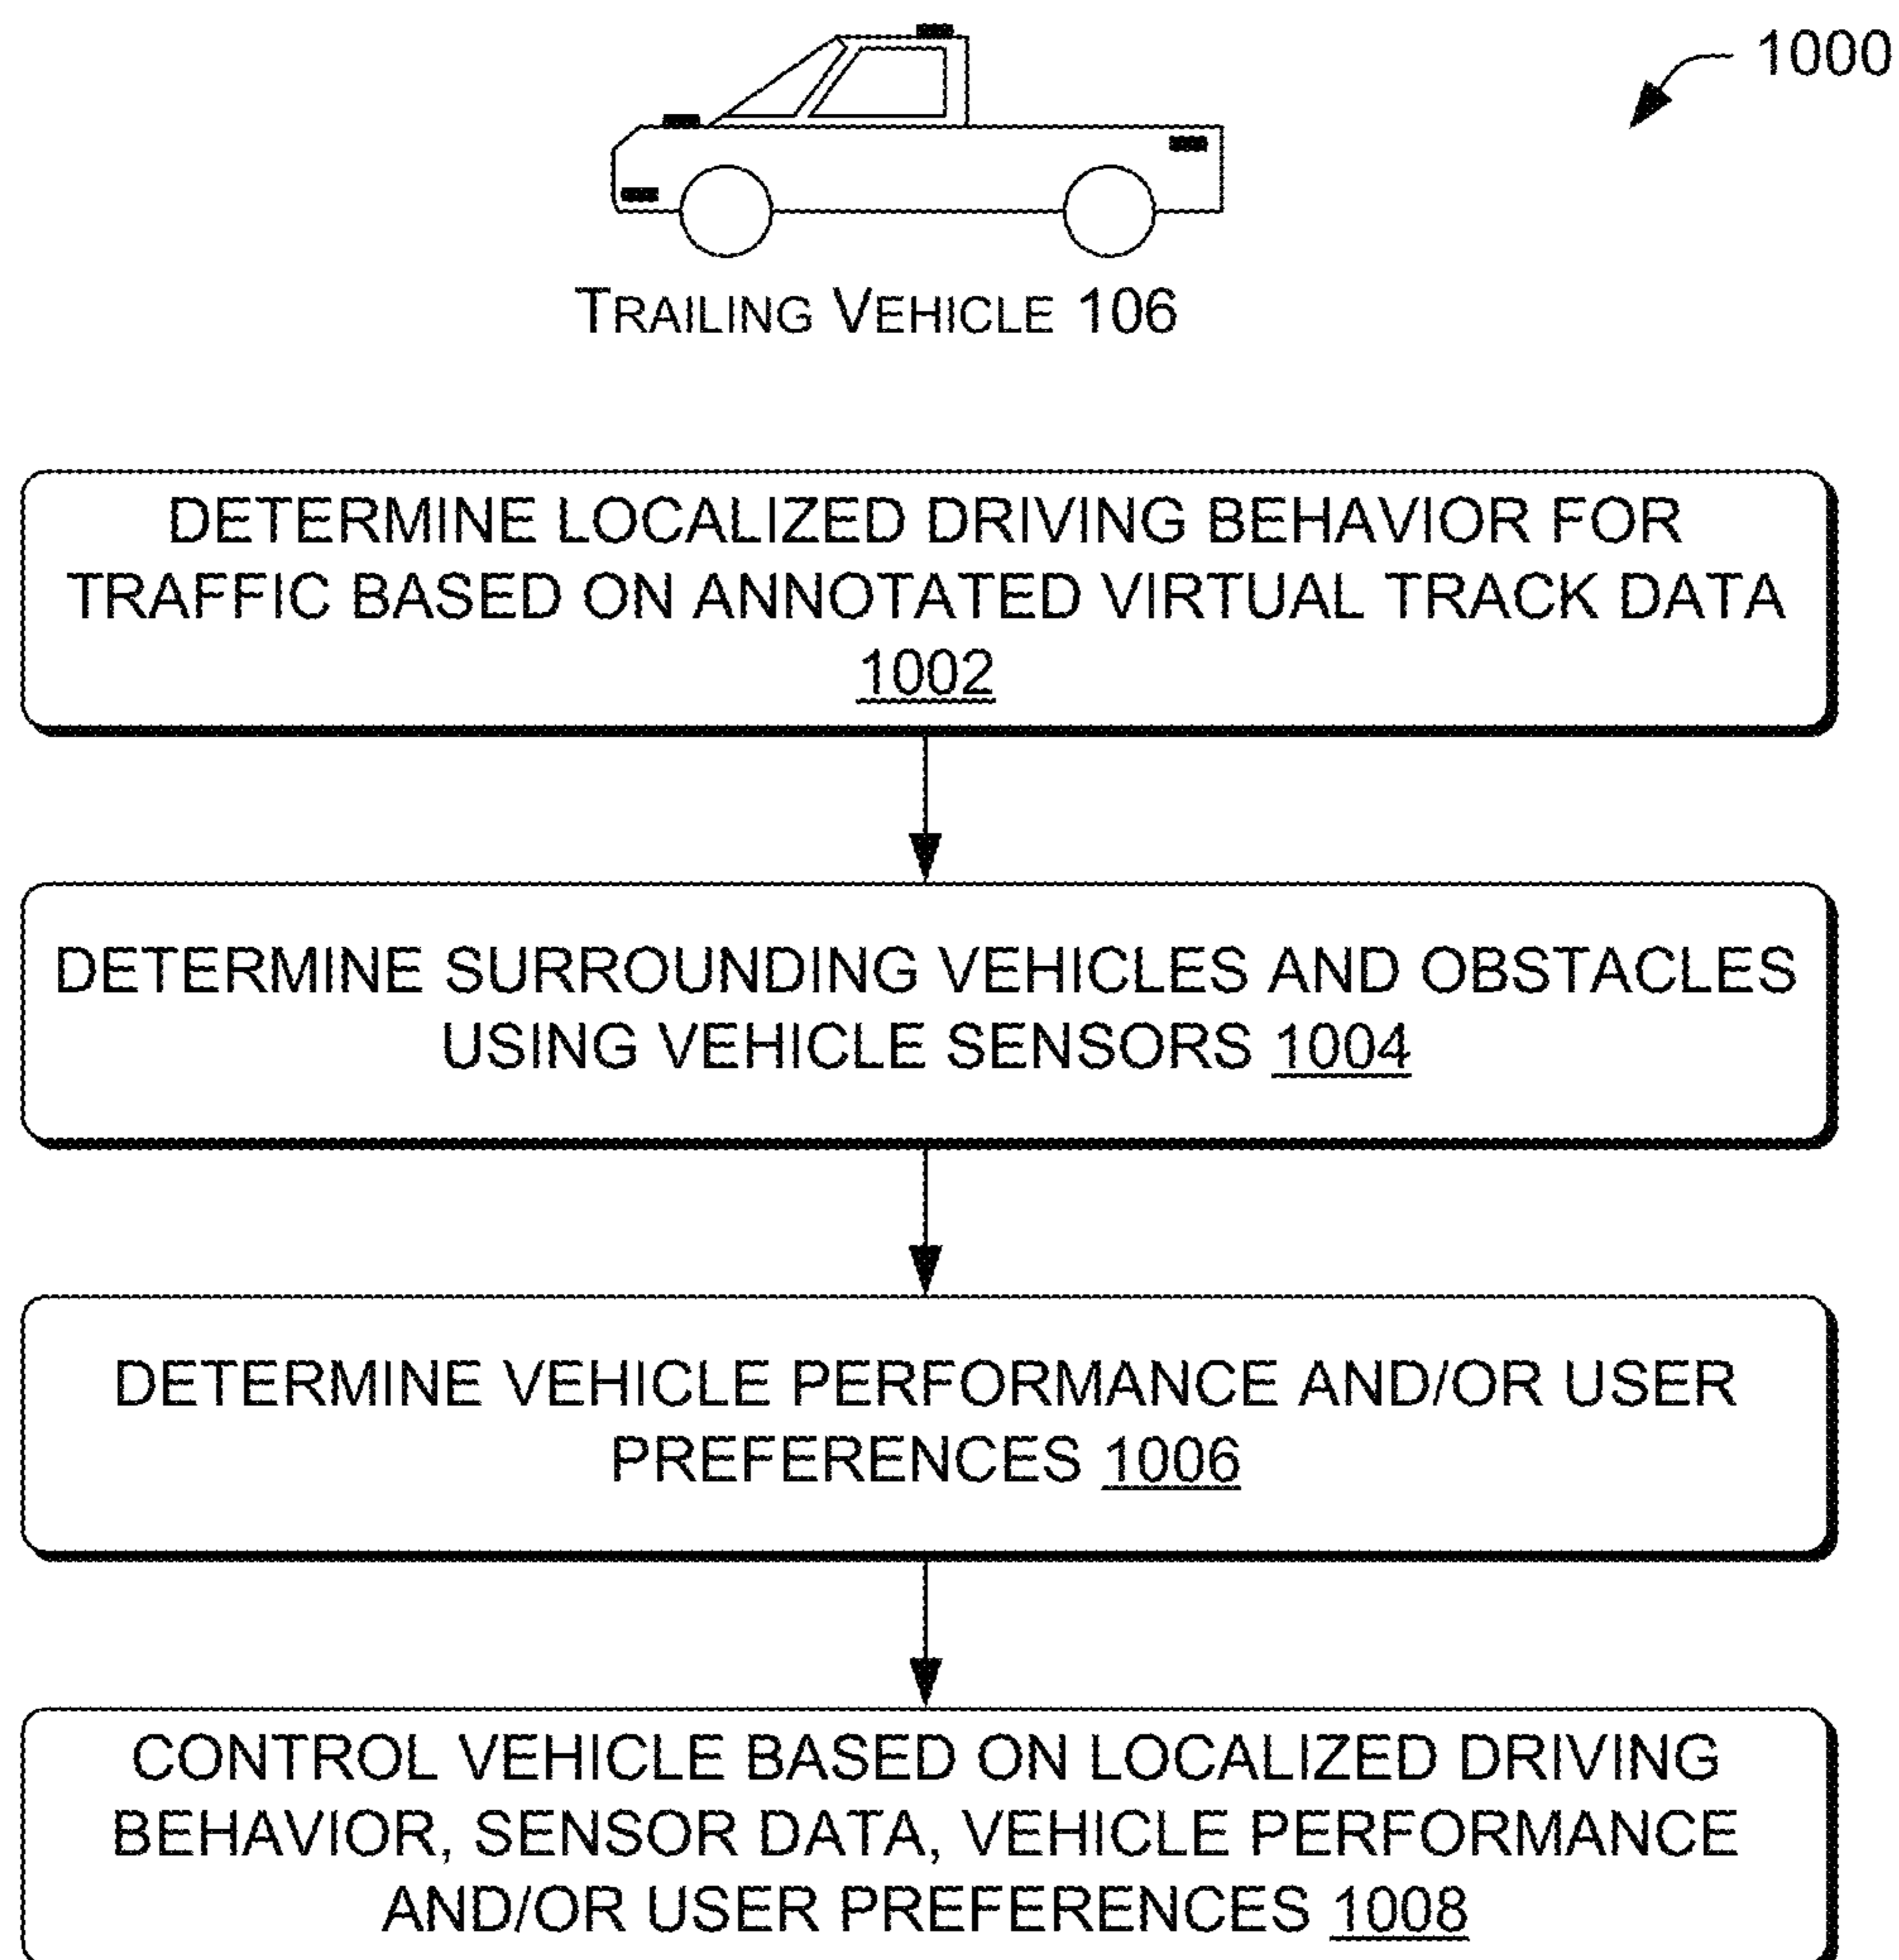 1000
TRAILING VEHICLE 106
DETERMINE LOCALIZED DRIVING BEHAVIOR FOR
TRAFFIC BASED ON ANNOTATED VIRTUAL TRACK DATA
1002
DETERMINE SURROUNDING VEHICLES AND OBSTACLES
USING VEHICLE SENSORS 1004
DETERMINE VEHICLE PERFORMANCE AND/OR USER
PREFERENCES 1006
CONTROL VEHICLE BASED ON LOCALIZED DRIVING
BEHAVIOR, SENSOR DATA, VEHICLE PERFORMANCE
AND/OR USER PREFERENCES 1008